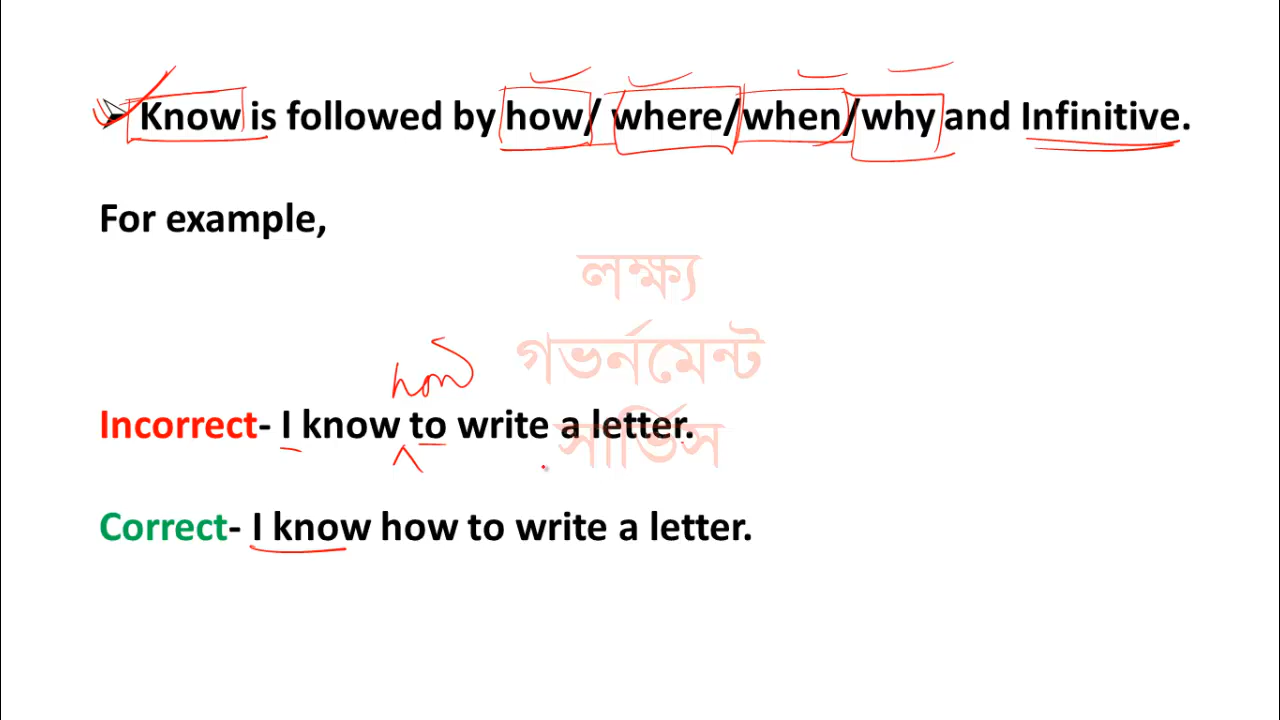 Know is followed by how/ where/when/why and Infinitive.
For example,
লক্ষ্য
গভর্নমেন্ট
সার্ভিস
how
Incorrect- I know to write a letter.
Correct- I know how to write a letter.